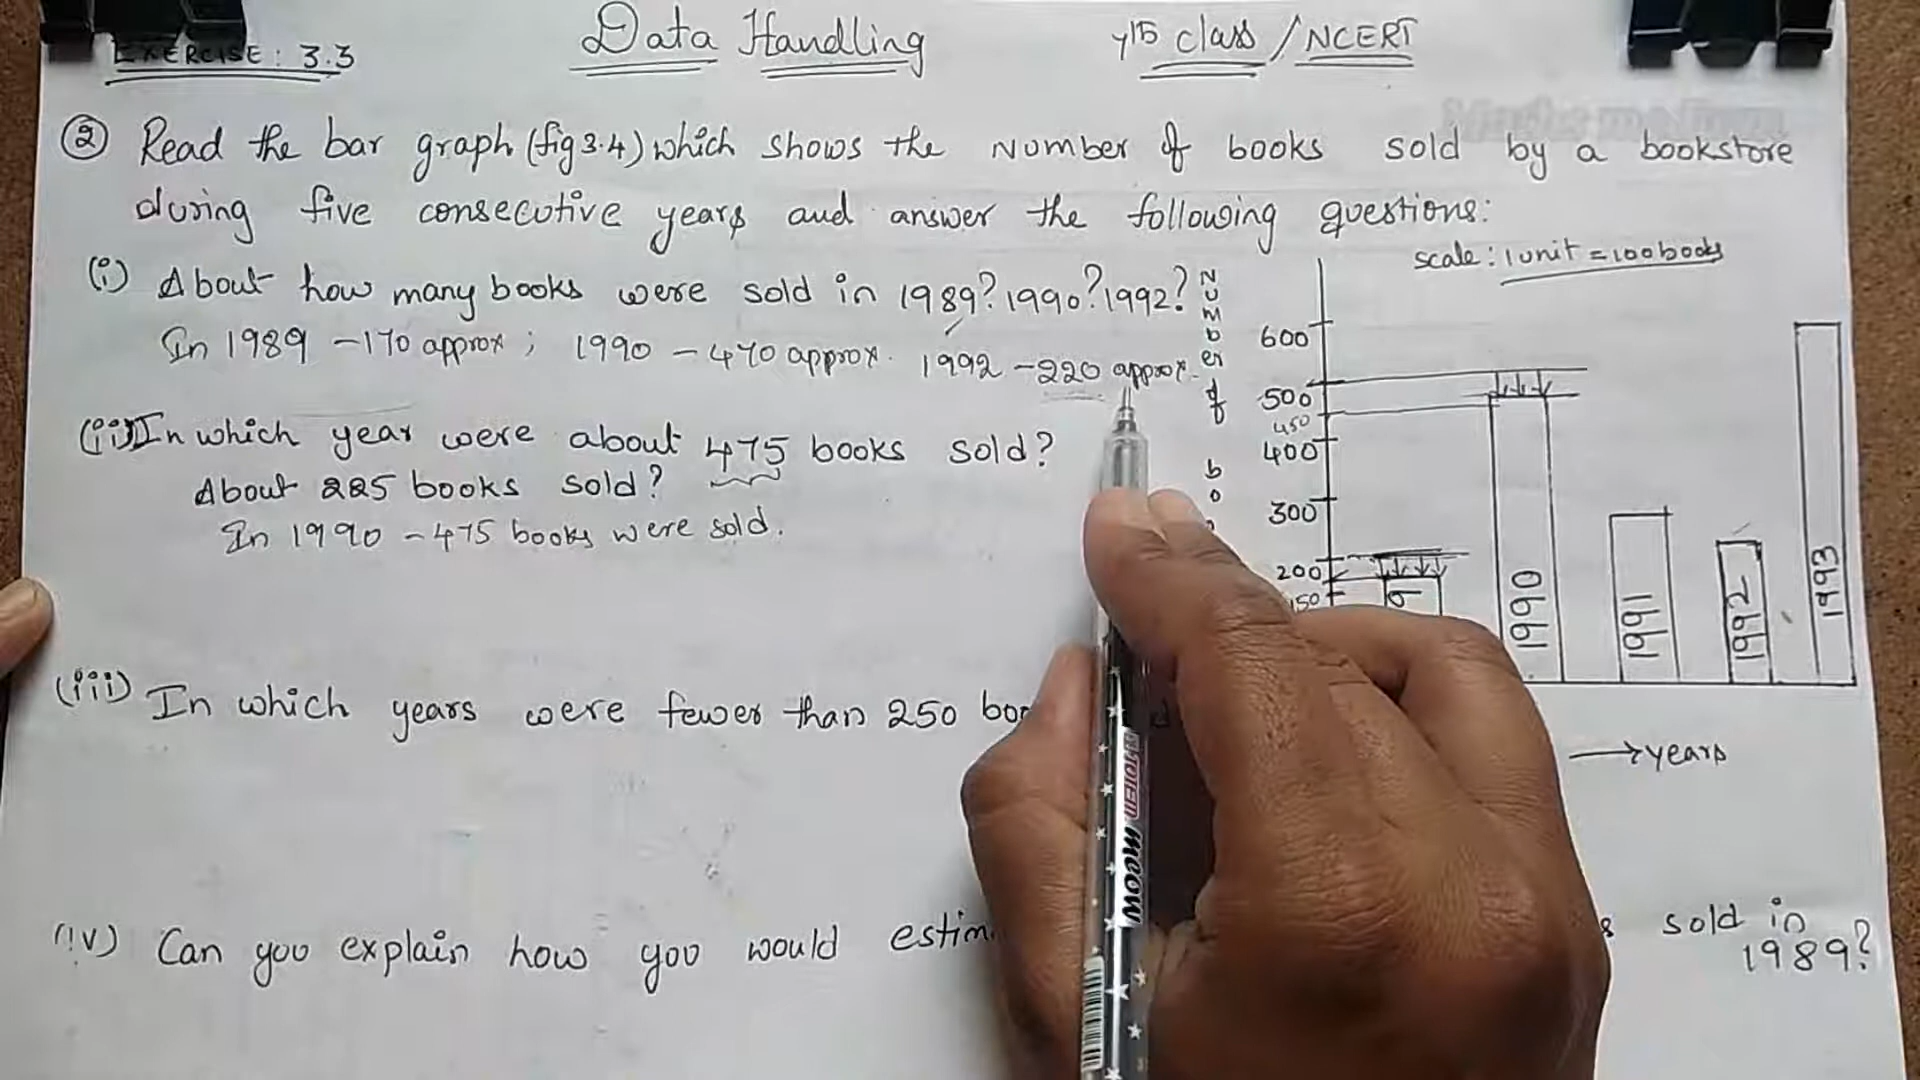 EXERCISE: 3.3
Data Handling
7th class / NCERT
② Read the bar graph (fig 3.4) which shows the Number of books sold by a bookstore
during five consecutive years and answer the following questions:
(i) About how many books were sold in 1989? 1990? 1992?
In 1989 – 170 approx ; 1990 – 470 approx. 1992 – 220 approx.
(ii) In which year were about 475 books sold?
About 225 books sold?
In 1990 – 475 books were sold.
(iii) In which years were fewer than 250
(iv) Can you explain how you would
sold in
1989?
scale: 1 unit = 100 books
Number of
600
500
450
400
300
200
150
1990
1991
1992
1993
→ years
TOTEM MEOW